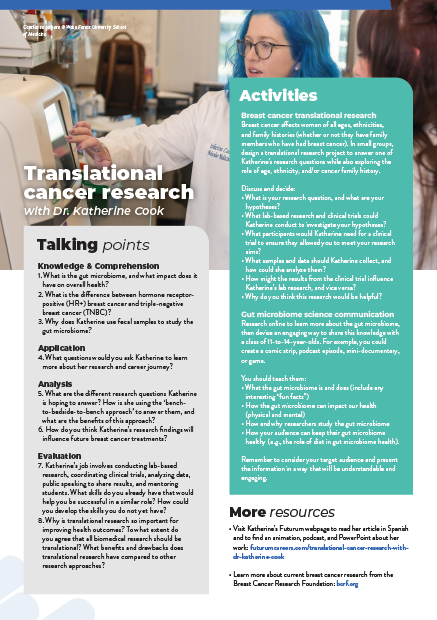 of Medicine
Translational
cancer research
with Dr. Katherine Cook
Talking points
Knowledge & Comprehension
1. What is the gut microbiome, and what impact does it
have on overall health?
2. What is the difference between hormone receptor-
positive (HR+) breast cancer and triple-negative
breast cancer (TNBC)?
3. Why does Katherine use fecal samples to study the
gut microbiome?
Application
4. What questions would you ask Katherine to learn
more about her research and career journey?
Analysis
5. What are the different research questions Katherine
is hoping to answer? How is she using the ‘bench-
to-bedside-to-bench approach’ to answer them, and
what are the benefits of this approach?
6. How do you think Katherine’s research findings will
influence future breast cancer treatments?
Evaluation
7. Katherine’s job involves conducting lab-based
research, coordinating clinical trials, analysing data,
public speaking to share results, and mentoring
students. What skills do you already have that would
help you be successful in a similar role? How could
you develop the skills you do not yet have?
8. Why is translational research so important for
improving health outcomes? To what extent do
you agree that all biomedical research should be
translational? What benefits and drawbacks does
translational research have compared to other
research approaches?
Activities
Breast cancer translational research
Breast cancer affects women of all ages, ethnicities,
and family histories (whether or not they have family
members who have had breast cancer). In small groups,
design a translational research project to answer one of
Katherine’s research questions while also exploring the
role of age, ethnicity, and/or cancer family history.
Discuss and decide:
• What is your research question, and what are your
hypotheses?
• What lab-based research and clinical trials could
Katherine conduct to investigate your hypotheses?
• What participants would Katherine need for a clinical
trial to ensure they allowed you to meet your research
aims?
• What samples and data should Katherine collect, and
how could she analyse them?
• How might the results from the clinical trial influence
Katherine’s lab research, and vice versa?
• Why do you think this research would be helpful?
Gut microbiome science communication
Research online to learn more about the gut microbiome,
then devise an engaging way to share this knowledge with
a class of 11-to-14-year-olds. For example, you could
create a comic strip, podcast episode, mini-documentary,
or game.
You should teach them:
• What the gut microbiome is and does (include any
interesting “fun facts”)
• How the gut microbiome can impact our health
(physical and mental)
• How and why researchers study the gut microbiome
• How your audience can keep their gut microbiome
healthy (e.g., the role of diet in gut microbiome health).
Remember to consider your target audience and present
the information in a way that will be understandable and
engaging.
More resources
• Visit Katherine’s Futurum webpage to read her article in Spanish
and to find an animation, podcast, and PowerPoint about her
work: futurumcareers.com/translational-cancer-research-with-
dr-katherine-cook
• Learn more about current breast cancer research from the
Breast Cancer Research Foundation: bcrf.org